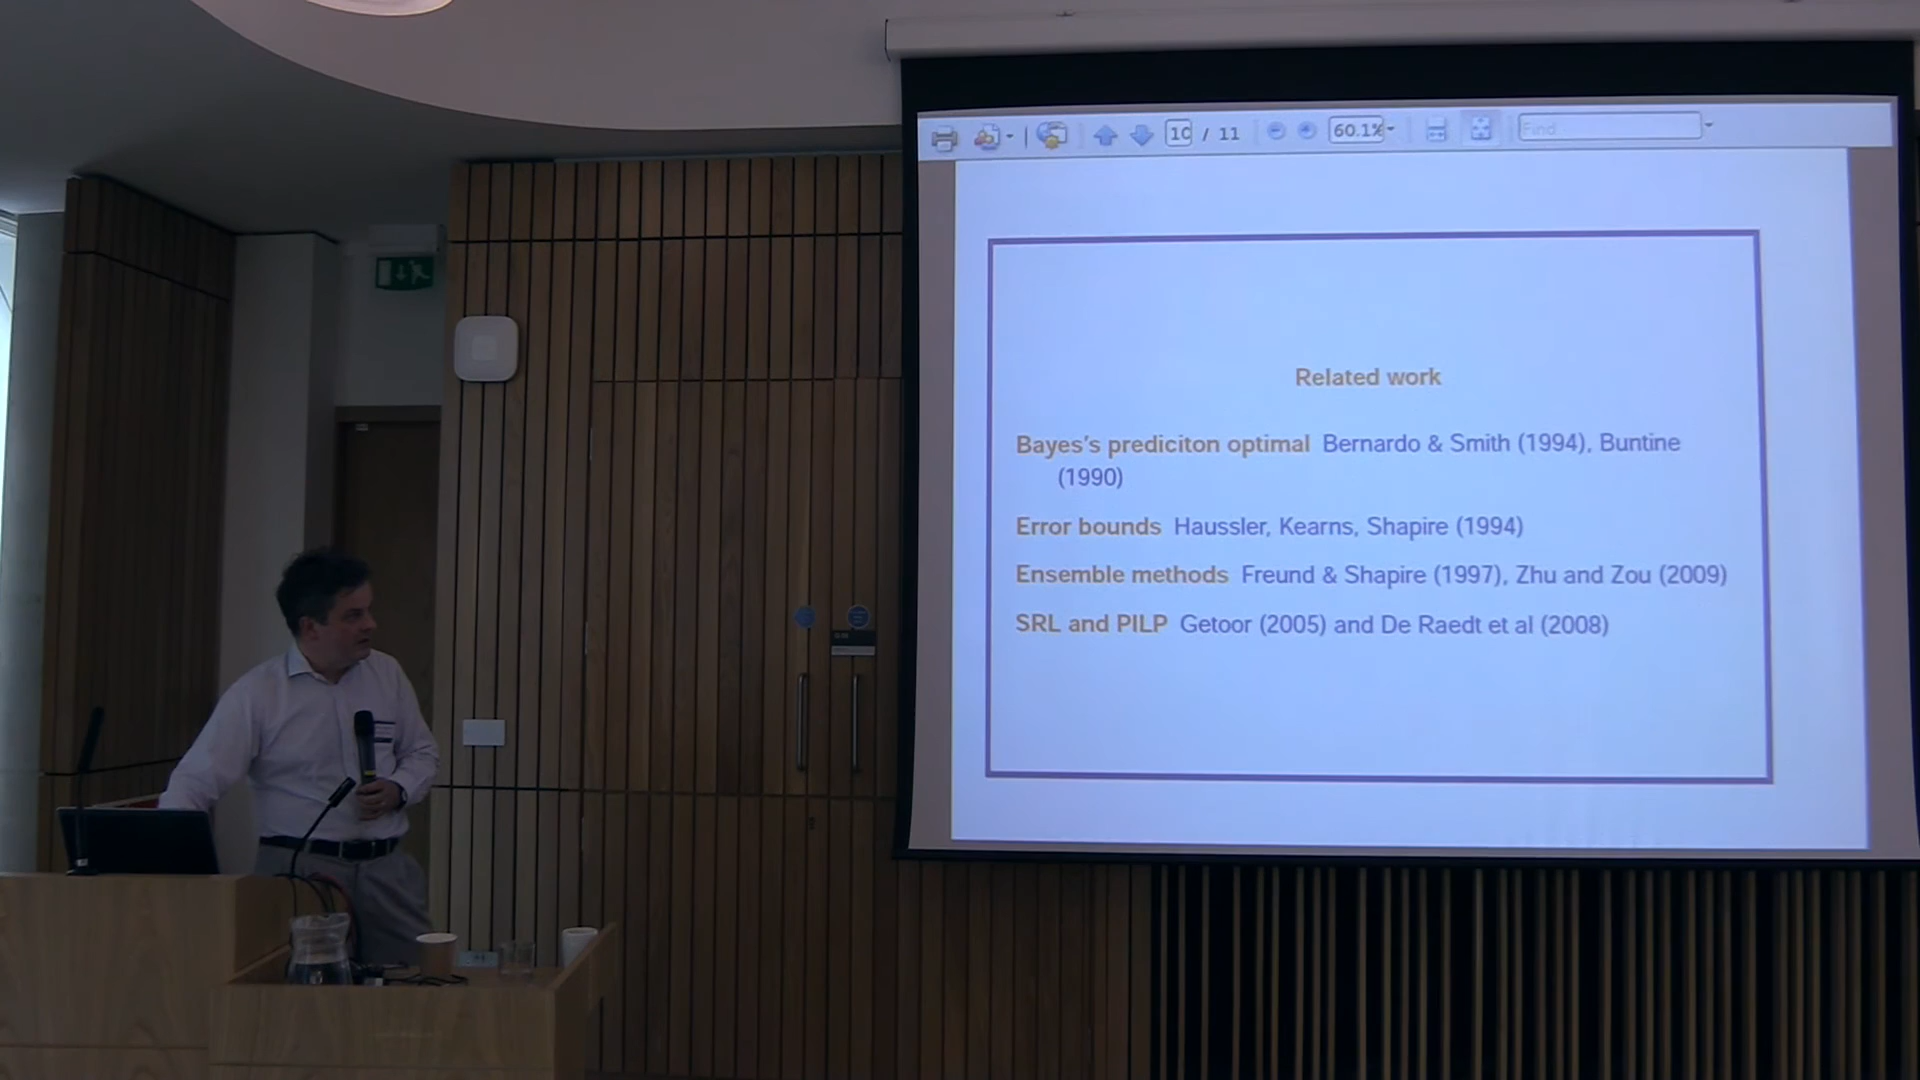 10 / 11 60.1% Find
Related work
Bayes's prediciton optimal Bernardo & Smith (1994), Buntine
(1990)
Error bounds Haussler, Kearns, Shapire (1994)
Ensemble methods Freund & Shapire (1997), Zhu and Zou (2009)
SRL and PILP Getoor (2005) and De Raedt et al (2008)